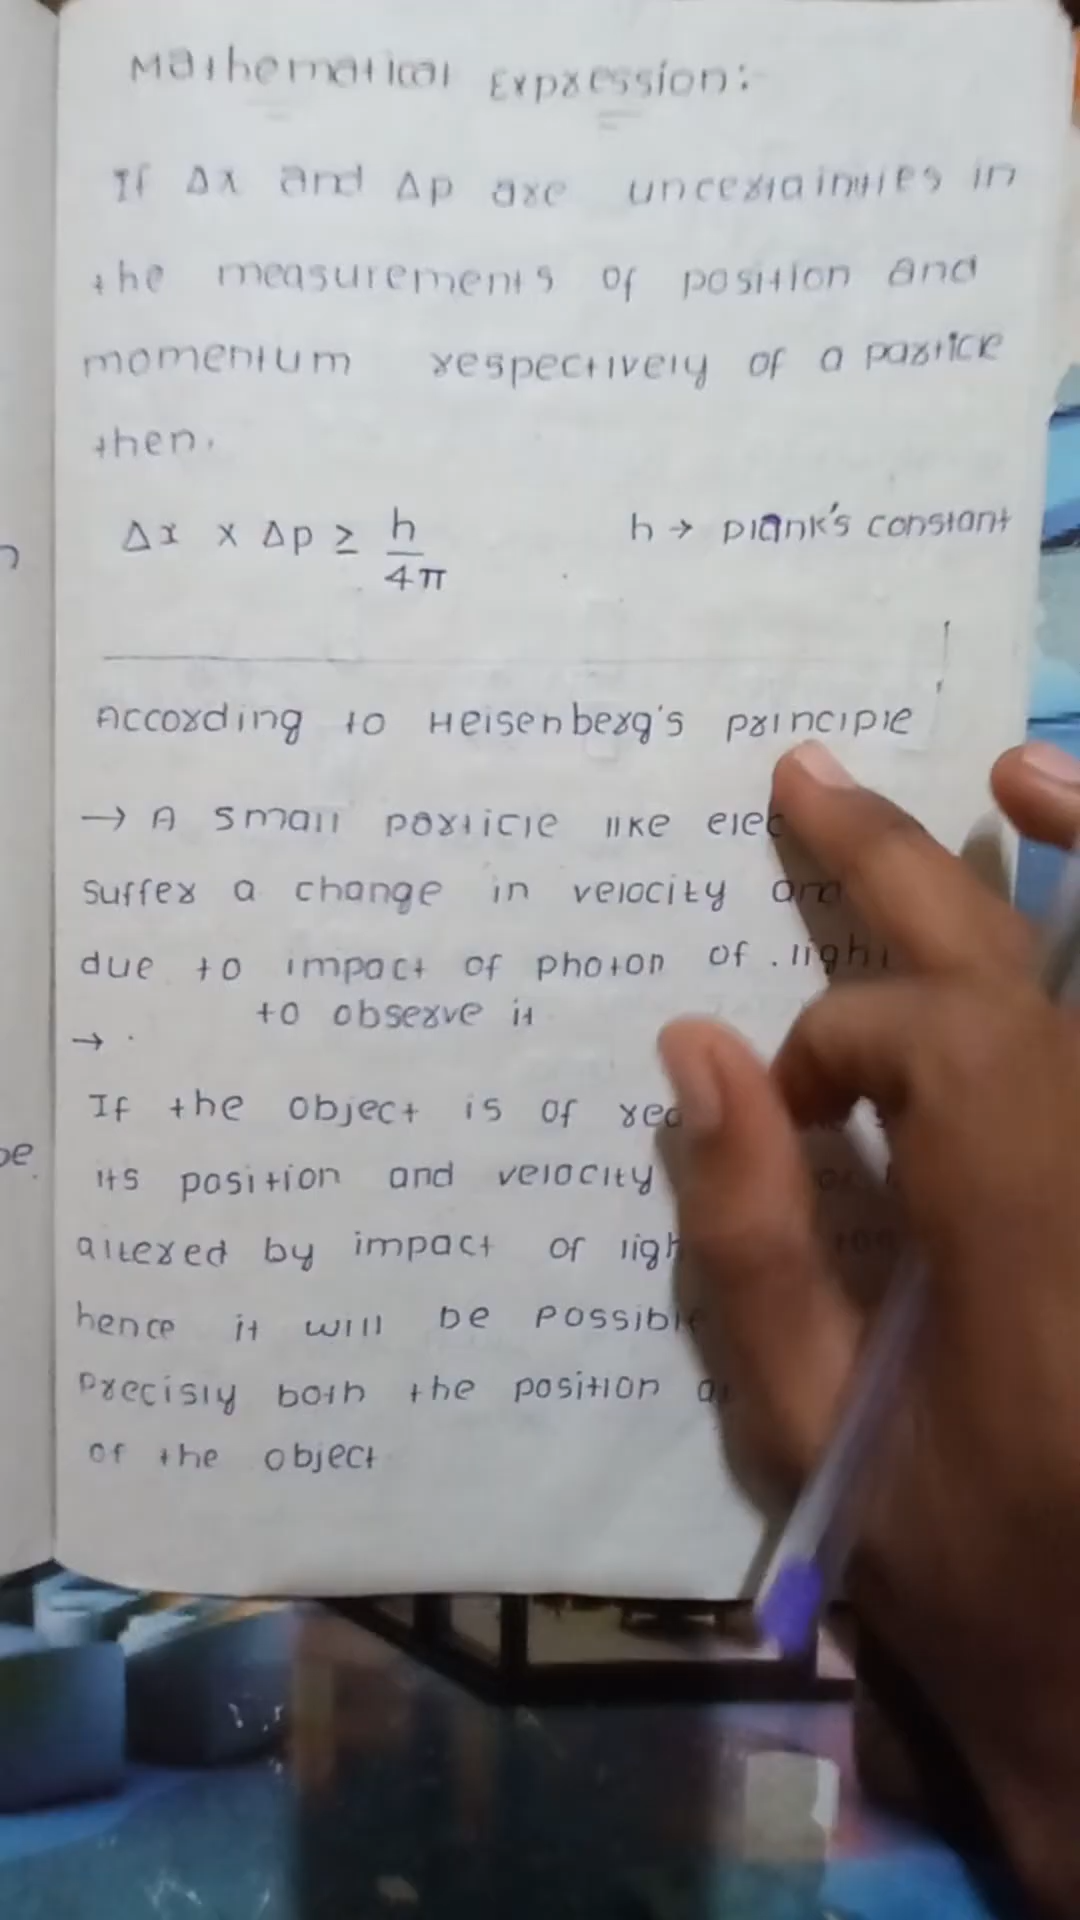 Mathematical Expression:
If Δx and Δp are uncertainties in
the measurements of position and
momentum respectively of a particle
then.
Δx × Δp ≥ h/4π h → plank's constant
According to Heisenberg's principle
→ A small particle like
suffer a change in velocity
due to impact of photon of . light
to observe it
→ .
If the object is of
its position and velocity
altered by impact of
hence it will be
precisly both the position
of the object